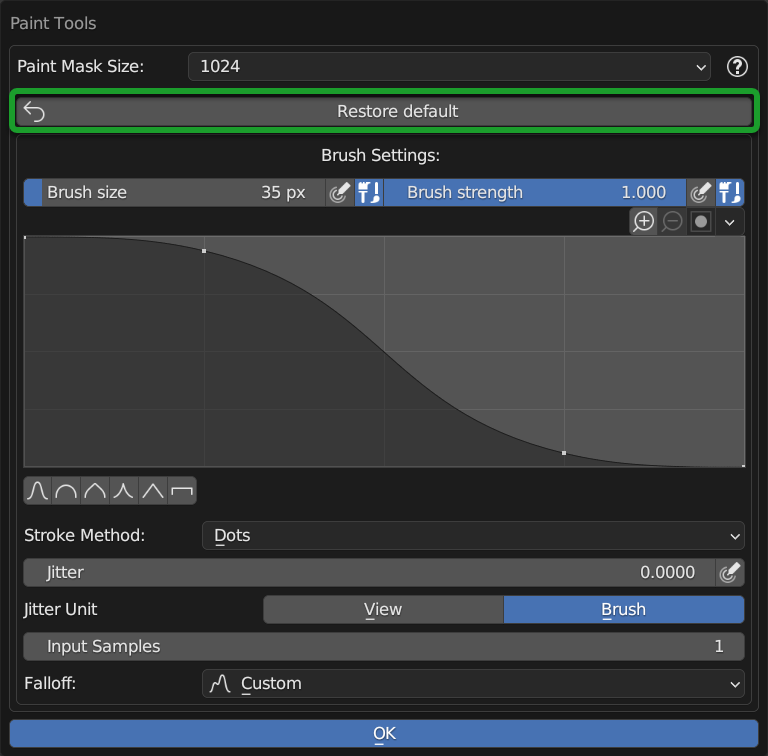 Paint Tools
Paint Mask Size: 1024
Restore default
Brush Settings:
Brush size 35 px Brush strength 1.000
Stroke Method: Dots
Jitter 0.0000
Jitter Unit View Brush
Input Samples 1
Falloff: Custom
OK